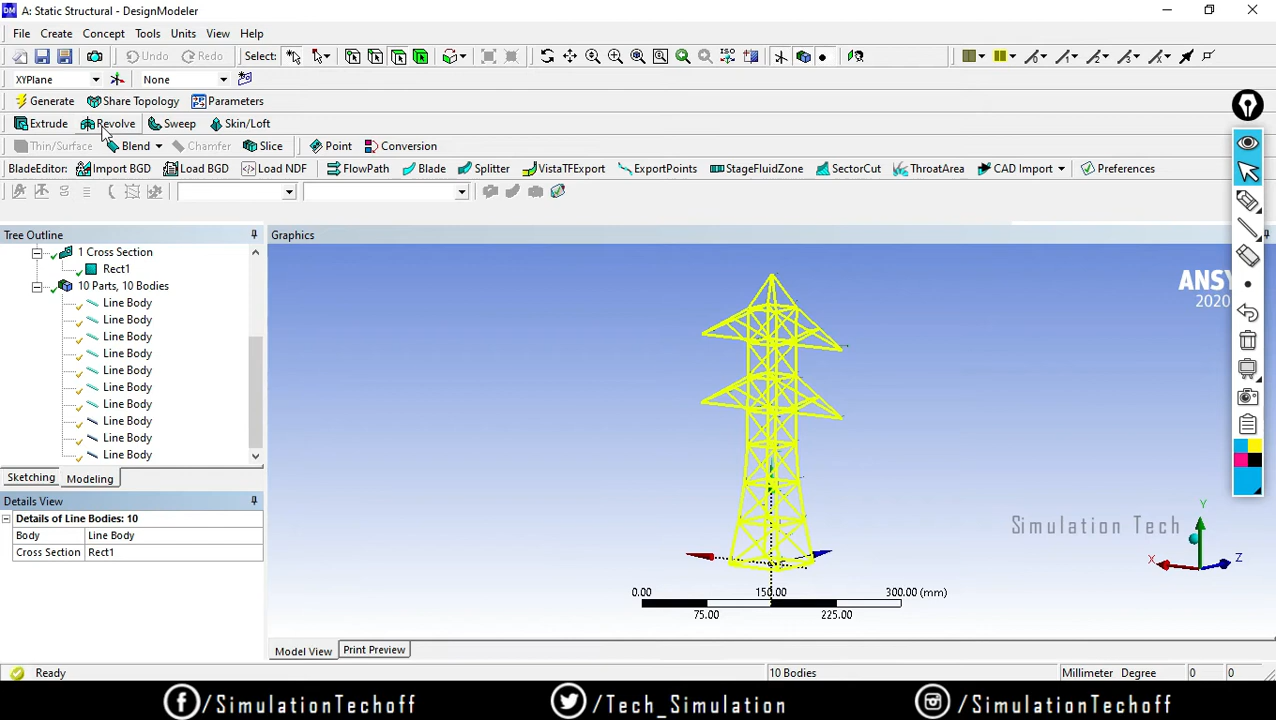 A: Static Structural - DesignModeler
File Create Concept Tools Units View Help
Undo Redo Select:
XYPlane None
Generate Share Topology Parameters
Extrude Revolve Sweep Skin/Loft
Thin/Surface Blend Chamfer Slice Point Conversion
BladeEditor: Import BGD Load BGD Load NDF FlowPath Blade Splitter VistaTFExport ExportPoints StageFluidZone SectorCut ThroatArea CAD Import Preferences
Tree Outline
1 Cross Section
Rect1
10 Parts, 10 Bodies
Line Body
Line Body
Line Body
Line Body
Line Body
Line Body
Line Body
Line Body
Line Body
Line Body
Sketching Modeling
Details View
Details of Line Bodies: 10
Body Line Body
Cross Section Rect1
Graphics
2020
Simulation Tech
Y
X
Z
0.00 150.00 300.00 (mm)
75.00 225.00
Model View Print Preview
Ready 10 Bodies Millimeter Degree 0 0
/SimulationTechoff /Tech_Simulation /SimulationTechoff